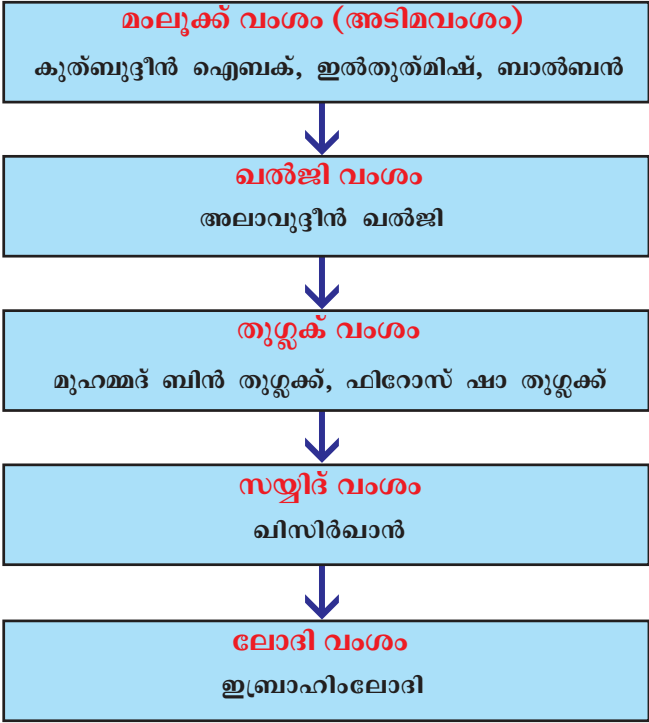 മംലൂക്ക് വംശം (അടിമവംശം)
കുത്ബുദ്ദീൻ ഐബക്, ഇൽതുത്മിഷ്, ബാൽബൻ
ഖൽജി വംശം
അലാവുദ്ദീൻ ഖൽജി
തുഗ്ലക് വംശം
മുഹമ്മദ് ബിൻ തുഗ്ലക്ക്, ഫിറോസ് ഷാ തുഗ്ലക്ക്
സയ്യിദ് വംശം
ഖിസിർഖാൻ
ലോദി വംശം
ഇബ്രാഹിംലോദി